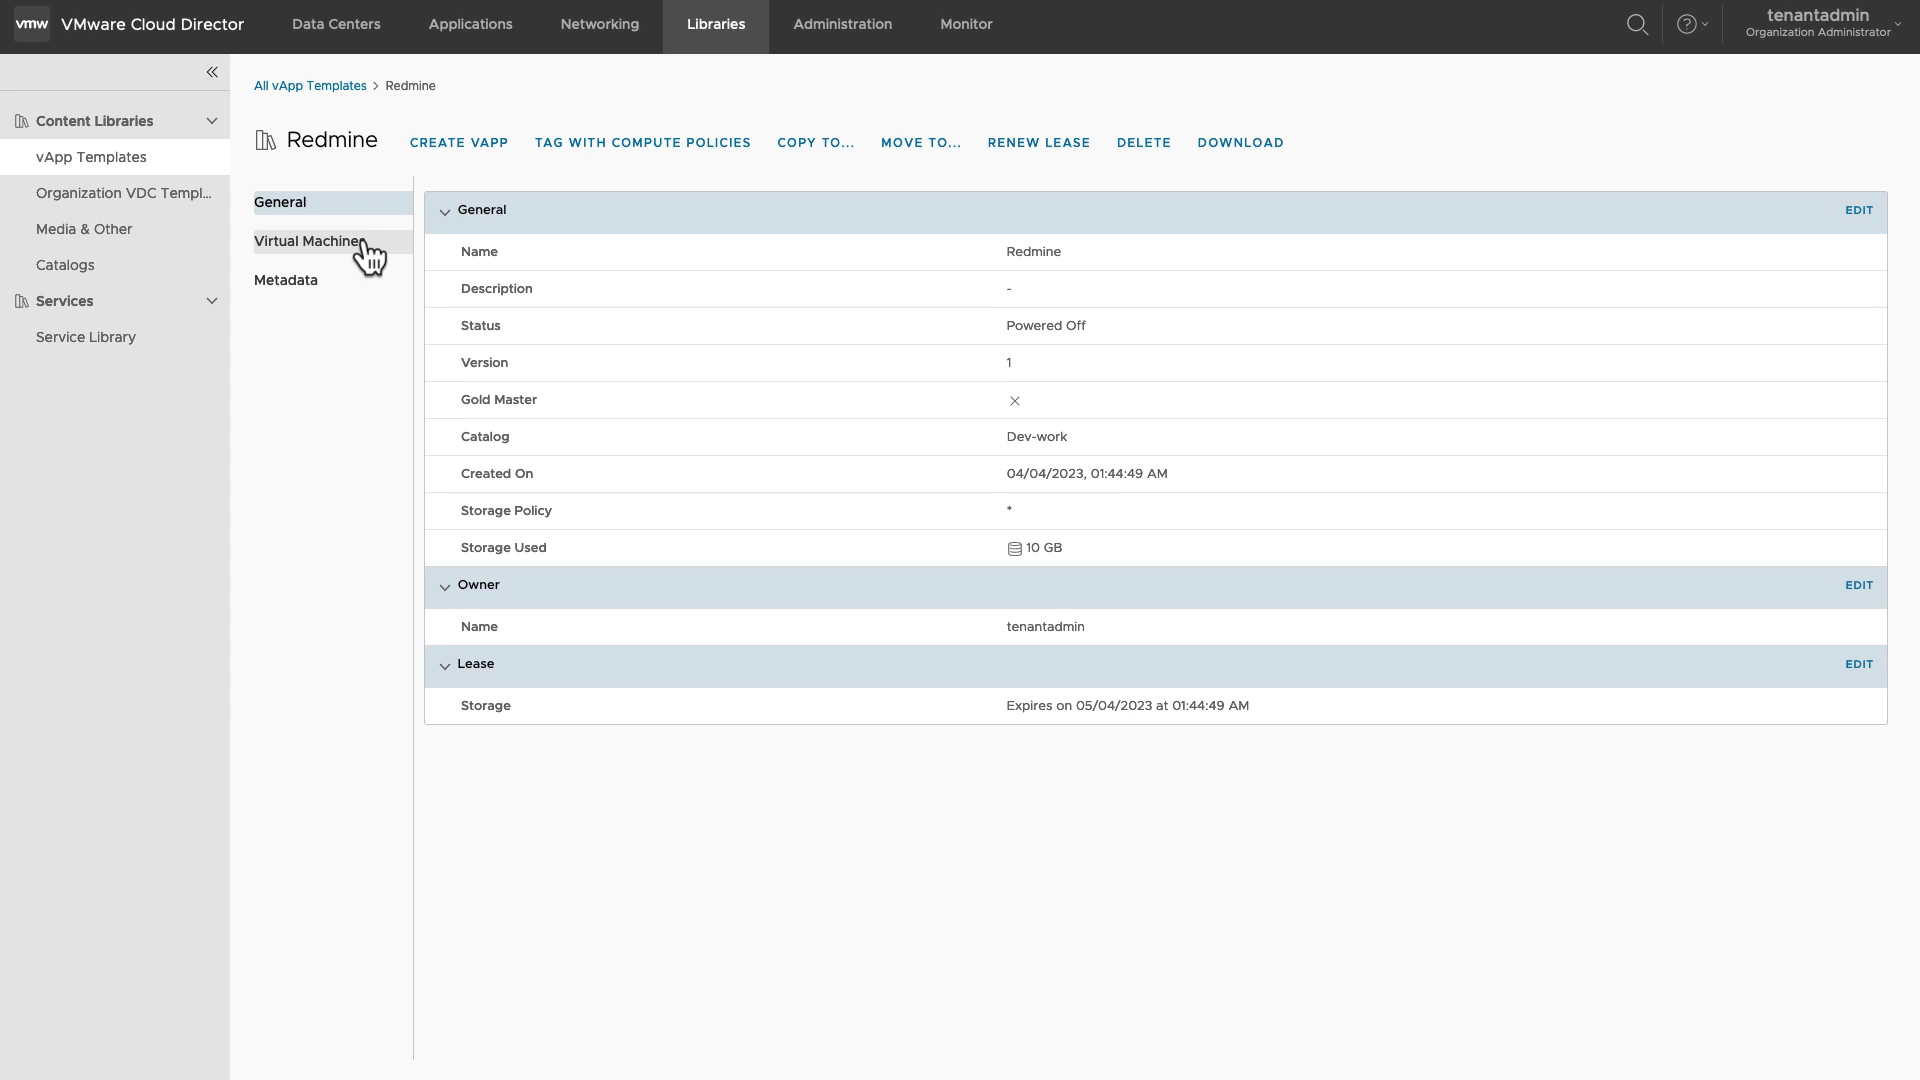 vmw VMware Cloud Director Data Centers Applications Networking Libraries Administration Monitor tenantadmin
Organization Administrator
Content Libraries
vApp Templates
Organization VDC Templ...
Media & Other
Catalogs
Services
Service Library
All vApp Templates > Redmine
Redmine CREATE VAPP TAG WITH COMPUTE POLICIES COPY TO... MOVE TO... RENEW LEASE DELETE DOWNLOAD
General
Virtual Machine
Metadata
General EDIT
Name Redmine
Description -
Status Powered Off
Version 1
Gold Master
Catalog Dev-work
Created On 04/04/2023, 01:44:49 AM
Storage Policy *
Storage Used 10 GB
Owner EDIT
Name tenantadmin
Lease EDIT
Storage Expires on 05/04/2023 at 01:44:49 AM